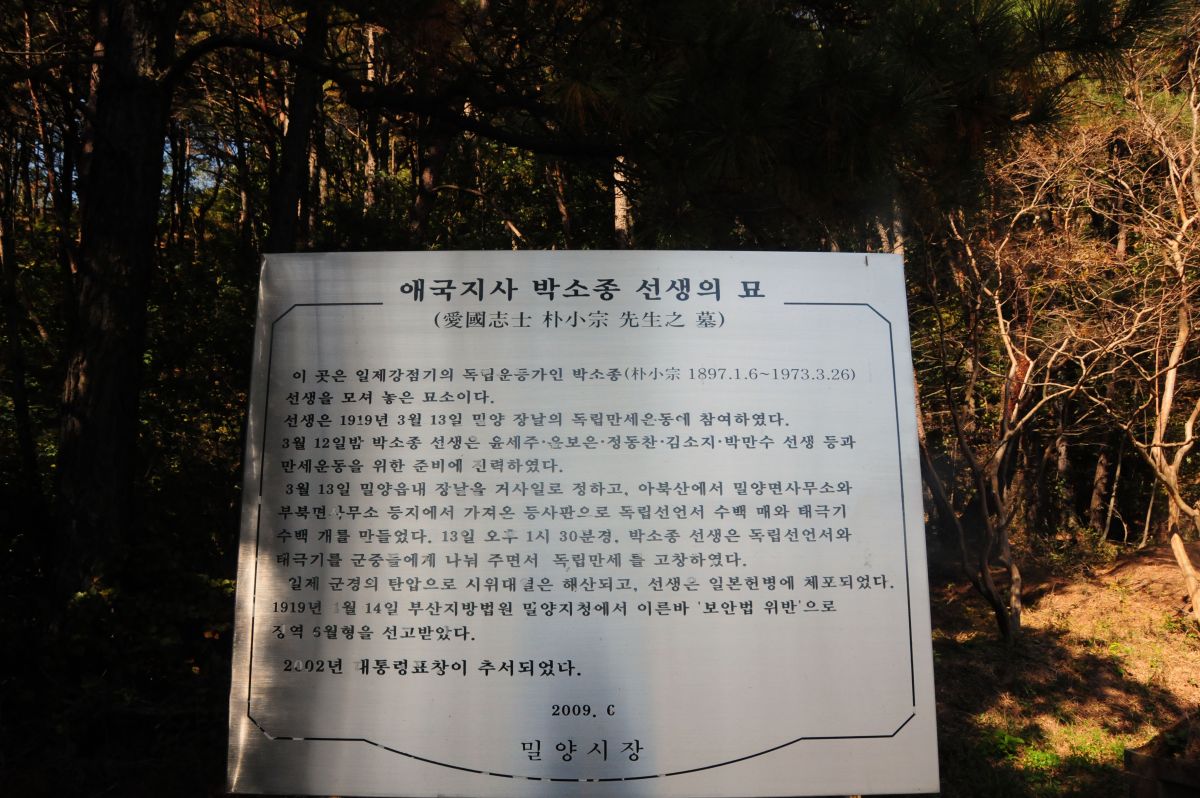 애국지사 박소종 선생의 묘
(愛國志士 朴小宗 先生之 墓)
이 곳은 일제강점기의 독립운동가인 박소종(朴小宗 1897.1.6~1973.3.26)
선생을 모셔 놓은 묘소이다.
선생은 1919년 3월 13일 밀양 장날의 독립만세운동에 참여하였다.
3월 12일밤 박소종 선생은 윤세주·윤보은·정동찬·김소지·박만수 선생 등과
만세운동을 위한 준비에 진력하였다.
3월 13일 밀양읍내 장날을 거사일로 정하고, 아북산에서 밀양면사무소와
부북면사무소 등지에서 가져온 등사판으로 독립선언서 수백 매와 태극기
수백 개를 만들었다. 13일 오후 1시 30분경, 박소종 선생은 독립선언서와
태극기를 군중들에게 나눠 주면서 독립만세 를 고창하였다.
일제 군경의 탄압으로 시위대열은 해산되고, 선생은 일본헌병에 체포되었다.
1919년 월 14일 부산지방법원 밀양지청에서 이른바 '보안법 위반'으로
징역 6월형을 선고받았다.
2002년 대통령표창이 추서되었다.
2009.
밀양시장